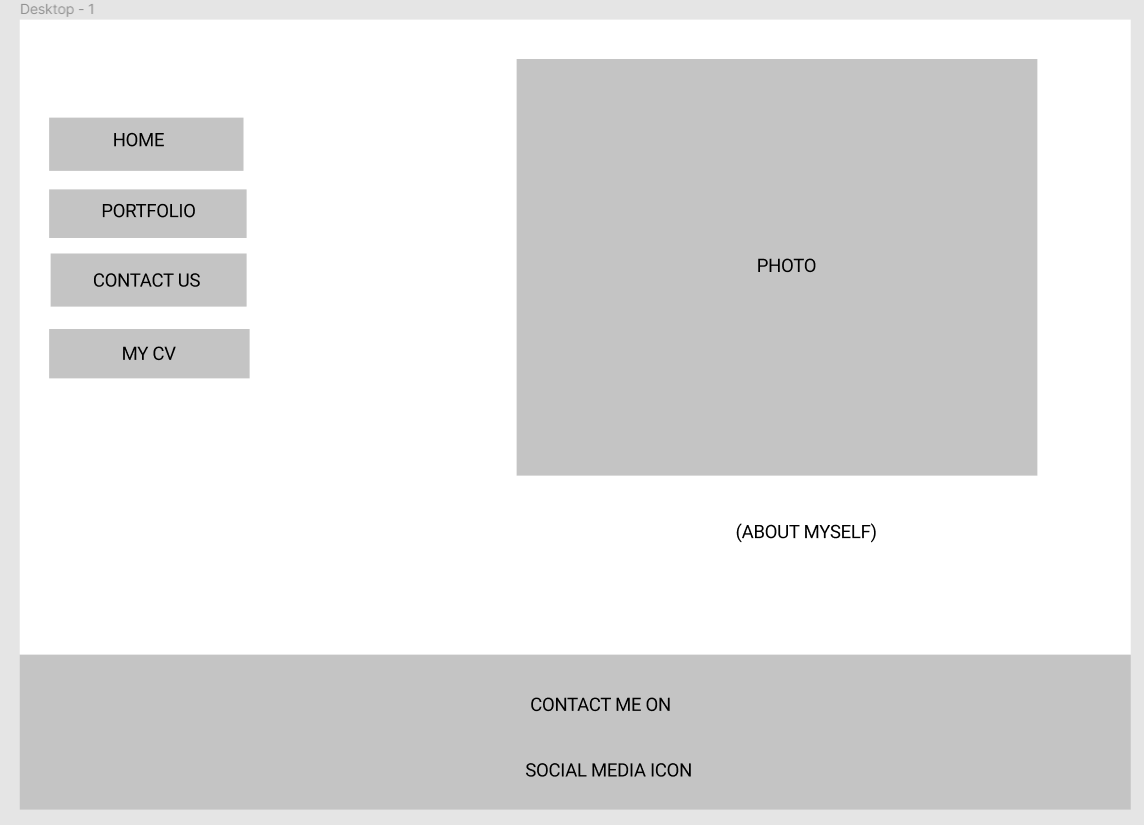 Desktop - 1
HOME
PORTFOLIO
CONTACT US
MY CV
PHOTO
(ABOUT MYSELF)
CONTACT ME ON
SOCIAL MEDIA ICON